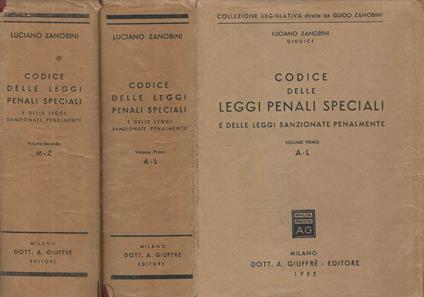 LUCIANO ZANOBINI
CODICE
DELLE LEGGI
PENALI SPECIALI
E DELLE LEGGI
SANZIONATE PENALMENTE
Volume Secondo
M-Z
MILANO
DOTT. A. GIUFFRÈ
EDITORE
LUCIANO ZANOBINI
CODICE
DELLE LEGGI
PENALI SPECIALI
E DELLE LEGGI
SANZIONATE PENALMENTE
Volume Primo
A-L
MILANO
DOTT. A. GIUFFRÈ
EDITORE
COLLEZIONE LEGISLATIVA diretta da GUIDO ZANOBINI
LUCIANO ZANOBINI
GIUDICE
CODICE
DELLE
LEGGI PENALI SPECIALI
E DELLE LEGGI SANZIONATE PENALMENTE
VOLUME PRIMO
A-L
MULTA
PAUCIS
AG
MILANO
DOTT. A. GIUFFRÈ - EDITORE
1955